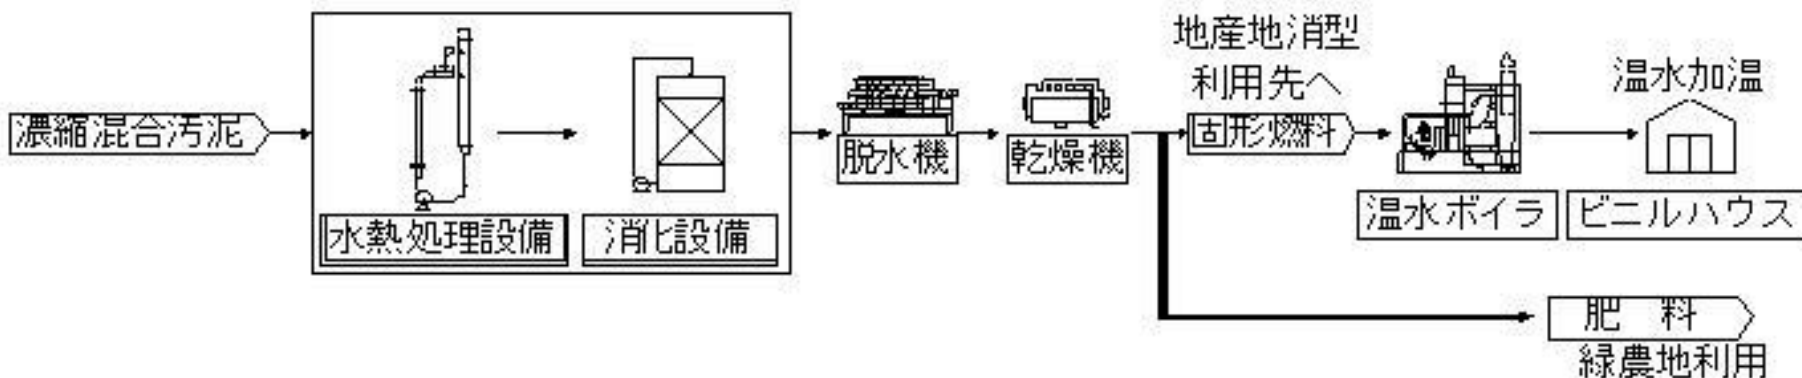 濃縮混合汚泥
水熱処理設備
消化設備
脱水機
乾燥機
地産地消型
利用先へ
固形燃料
温水ボイラ
温水加温
ビニルハウス
肥 料
緑農地利用